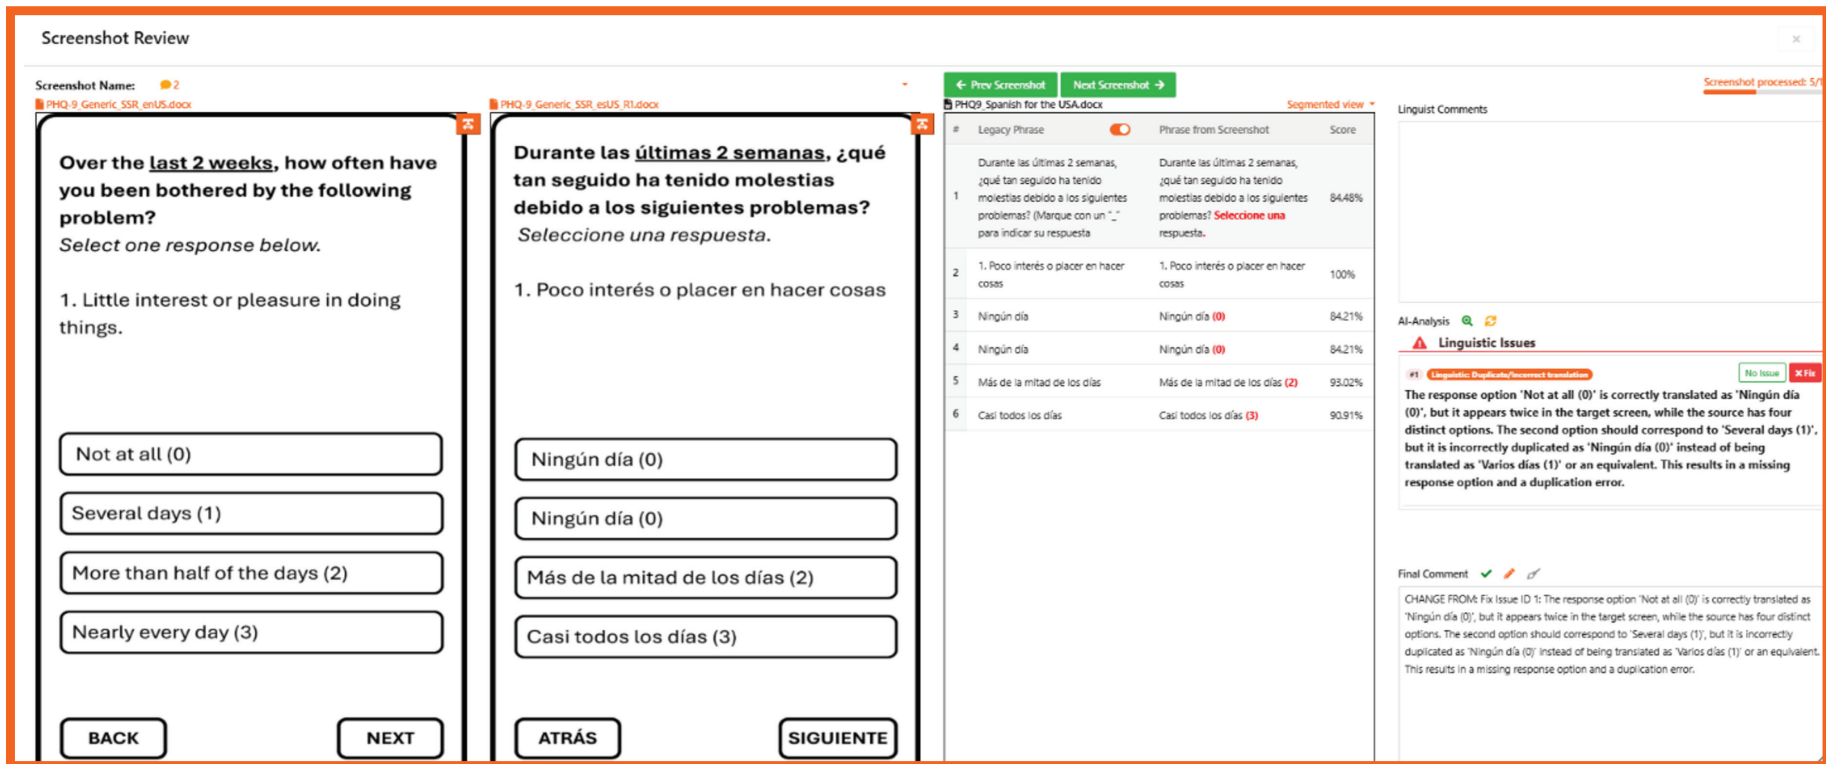 Screenshot Review
Screenshot Name: 2
PHQ-9_Generic_SSR_enUS.docx
Over the last 2 weeks, how often have
you been bothered by the following
problem?
Select one response below.
1. Little interest or pleasure in doing
things.
Not at all (0)
Several days (1)
More than half of the days (2)
Nearly every day (3)
BACK NEXT
PHQ-9_Generic_SSR_esUS_R1.docx
Durante las últimas 2 semanas, ¿qué
tan seguido ha tenido molestias
debido a los siguientes problemas?
Seleccione una respuesta.
1. Poco interés o placer en hacer cosas
Ningún día (0)
Ningún día (0)
Más de la mitad de los días (2)
Casi todos los días (3)
ATRÁS SIGUIENTE
← Prev Screenshot Next Screenshot →
PHQ9_Spanish for the USA.docx Segmented view
# Legacy Phrase Phrase from Screenshot Score
1
Durante las últimas 2 semanas,
¿qué tan seguido ha tenido
molestias debido a los siguientes
problemas? (Marque con un "_"
para indicar su respuesta
Durante las últimas 2 semanas,
¿qué tan seguido ha tenido
molestias debido a los siguientes
problemas? Seleccione una
respuesta.
84.48%
2
1. Poco interés o placer en hacer
cosas
1. Poco interés o placer en hacer
cosas
100%
3 Ningún día Ningún día (0) 84.21%
4 Ningún día Ningún día (0) 84.21%
5 Más de la mitad de los días Más de la mitad de los días (2) 93.02%
6 Casi todos los días Casi todos los días (3) 90.91%
Screenshot processed: 5/1
Linguist Comments
AI-Analysis
Linguistic Issues
#1 Linguistic: Duplicate/Incorrect translation No Issue X Fix
The response option 'Not at all (0)' is correctly translated as 'Ningún día
(0)', but it appears twice in the target screen, while the source has four
distinct options. The second option should correspond to 'Several days (1)',
but it is incorrectly duplicated as 'Ningún día (0)' instead of being
translated as 'Varios días (1)' or an equivalent. This results in a missing
response option and a duplication error.
Final Comment
CHANGE FROM: Fix Issue ID 1: The response option 'Not at all (0)' is correctly translated as
'Ningún día (0)', but it appears twice in the target screen, while the source has four distinct
options. The second option should correspond to 'Several days (1)', but it is incorrectly
duplicated as 'Ningún día (0)' instead of being translated as 'Varios días (1)' or an equivalent.
This results in a missing response option and a duplication error.